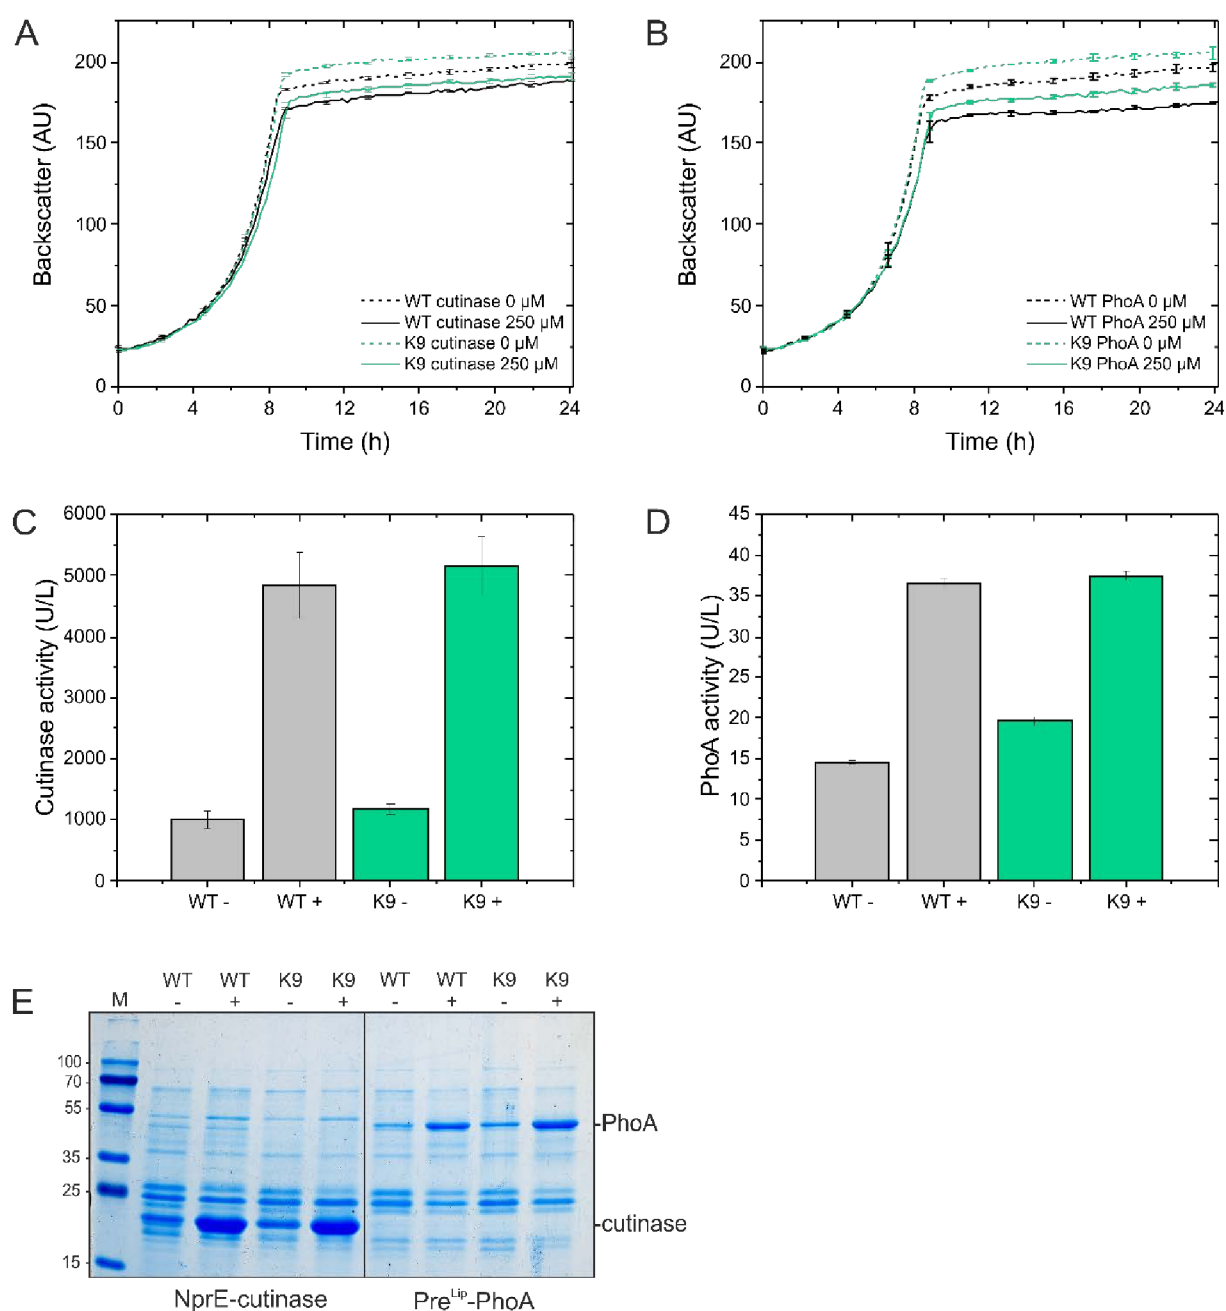 A
Backscatter (AU)
200
150
100
50
0
WT cutinase 0 µM
WT cutinase 250 µM
K9 cutinase 0 µM
K9 cutinase 250 µM
0 4 8 12 16 20 24
Time (h)
B
Backscatter (AU)
200
150
100
50
0
WT PhoA 0 µM
WT PhoA 250 µM
K9 PhoA 0 µM
K9 PhoA 250 µM
0 4 8 12 16 20 24
Time (h)
C
Cutinase activity (U/L)
6000
5000
4000
3000
2000
1000
0
WT - WT + K9 - K9 +
D
PhoA activity (U/L)
45
40
35
30
25
20
15
10
5
0
WT - WT + K9 - K9 +
E
WT WT K9 K9 WT WT K9 K9
M - + - + - + - +
100
70
55
35
25
15
-PhoA
-cutinase
NprE-cutinase Pre^Lip-PhoA